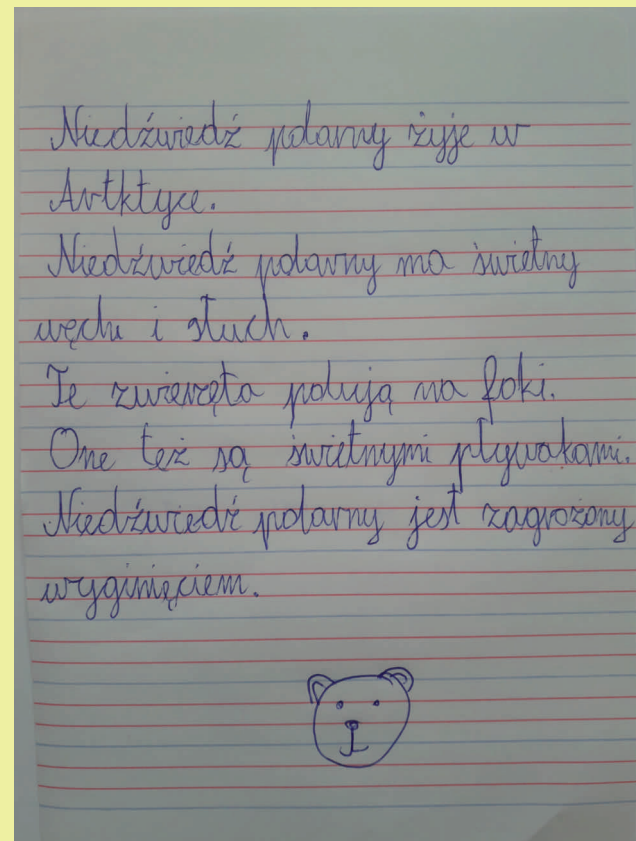 Niedźwiedź polarny żyje w
Artktyce.
Niedźwiedź polarny ma świetny
węch i słuch.
Te zwierzęta polują na foki.
One też są świetnymi pływakami.
Niedźwiedź polarny jest zagrożony
wyginięciem.